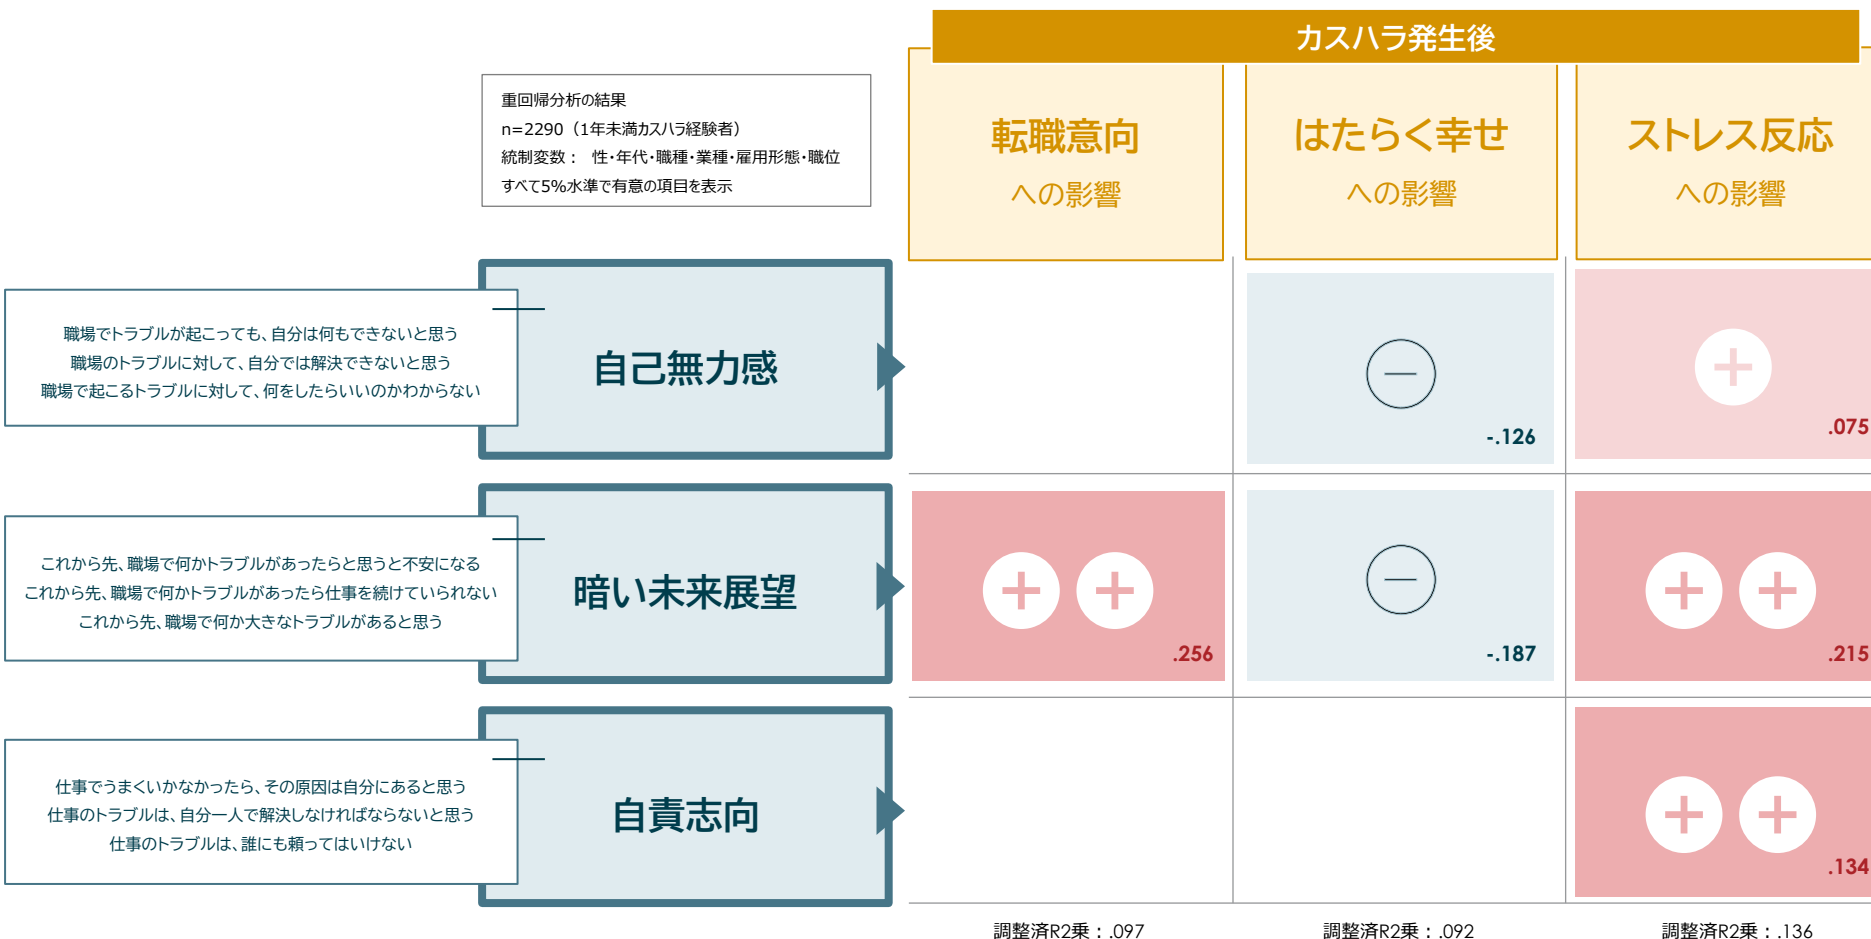 カスハラ発生後
重回帰分析の結果
n=2290（1年未満カスハラ経験者）
統制変数： 性・年代・職種・業種・雇用形態・職位
すべて5%水準で有意の項目を表示
転職意向
への影響
はたらく幸せ
への影響
ストレス反応
への影響
職場でトラブルが起こっても、自分は何もできないと思う
職場のトラブルに対して、自分では解決できないと思う
職場で起こるトラブルに対して、何をしたらいいのかわからない
自己無力感
-.126
.075
これから先、職場で何かトラブルがあったらと思うと不安になる
これから先、職場で何かトラブルがあったら仕事を続けていられない
これから先、職場で何か大きなトラブルがあると思う
暗い未来展望
.256
-.187
.215
仕事でうまくいかなかったら、その原因は自分にあると思う
仕事のトラブルは、自分一人で解決しなければならないと思う
仕事のトラブルは、誰にも頼ってはいけない
自責志向
.134
調整済R2乗：.097
調整済R2乗：.092
調整済R2乗：.136